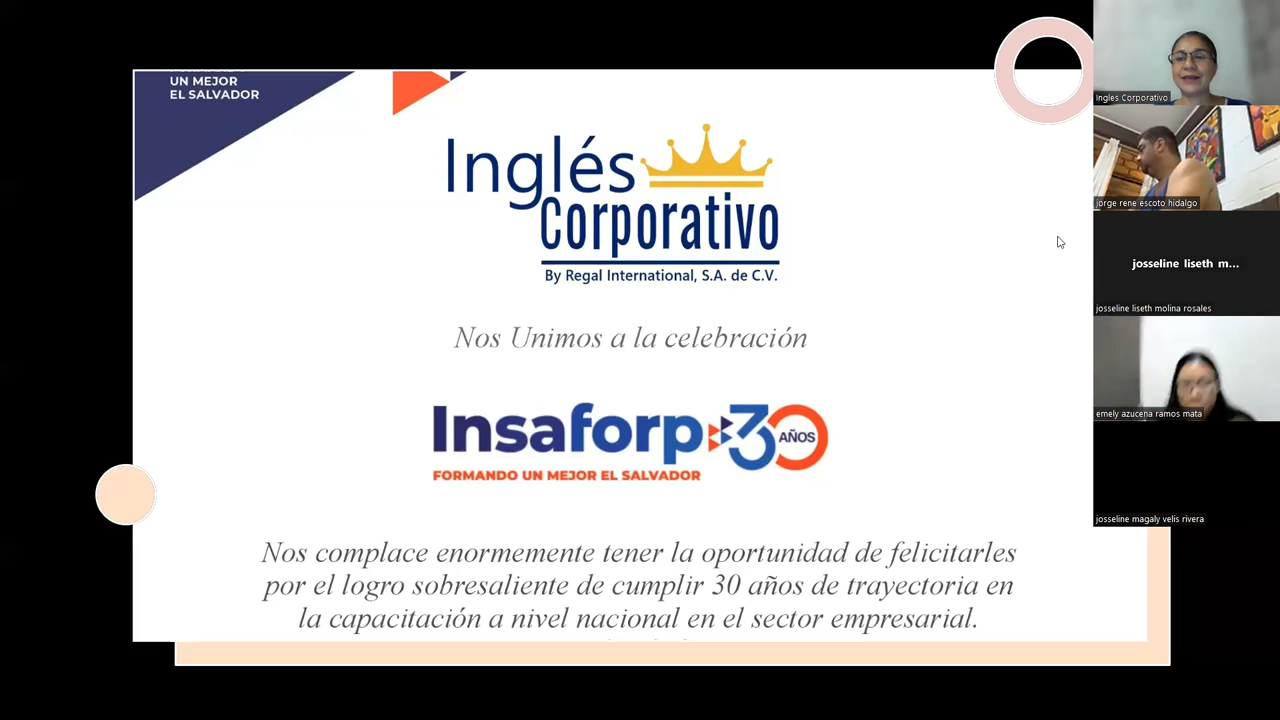 UN MEJOR
EL SALVADOR
Inglés
Corporativo
By Regal International, S.A. de C.V.
Nos Unimos a la celebración
Insaforp 30 AÑOS
FORMANDO UN MEJOR EL SALVADOR
Nos complace enormemente tener la oportunidad de felicitarles
por el logro sobresaliente de cumplir 30 años de trayectoria en
la capacitación a nivel nacional en el sector empresarial.
Ingles Corporativo
jorge rene escoto hidalgo
josseline liseth m...
josseline liseth molina rosales
emely azucena ramos mata
josseline magaly velis rivera